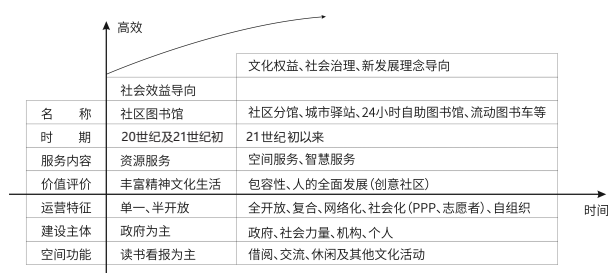 高效
文化权益、社会治理、新发展理念导向
社会效益导向
名 称 社区图书馆 社区分馆、城市驿站、24小时自助图书馆、流动图书车等
时 期 20世纪及21世纪初 21世纪初以来
服务内容 资源服务 空间服务、智慧服务
价值评价 丰富精神文化生活 包容性、人的全面发展(创意社区)
运营特征 单一、半开放 全开放、复合、网络化、社会化(PPP、志愿者)、自组织
时间
建设主体 政府为主 政府、社会力量、机构、个人
空间功能 读书看报为主 借阅、交流、休闲及其他文化活动